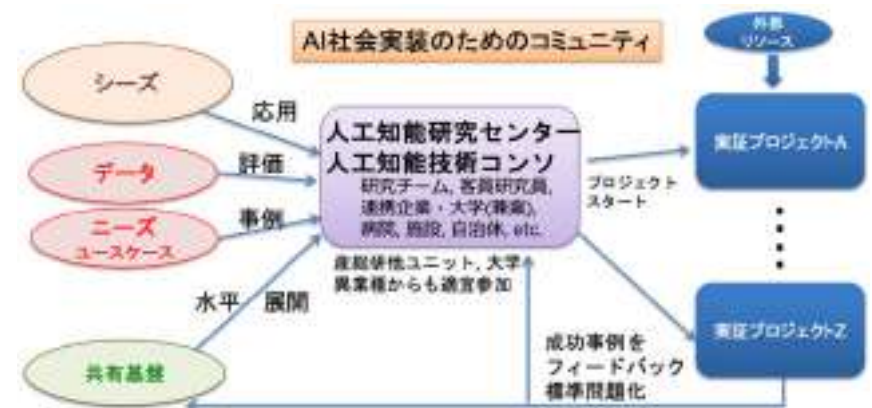 AI社会実装のためのコミュニティ
外部
リソース
シーズ
応用
データ
評価
ニーズ
ユースケース
事例
共有基盤
水平 展開
人工知能研究センター
人工知能技術コンソ
研究チーム, 客員研究員,
連携企業・大学(兼業),
病院, 施設, 自治体, etc.
産総研他ユニット, 大学
異業種からも適宜参加
プロジェクト
スタート
実証プロジェクトA
実証プロジェクトZ
成功事例を
フィードバック
標準問題化